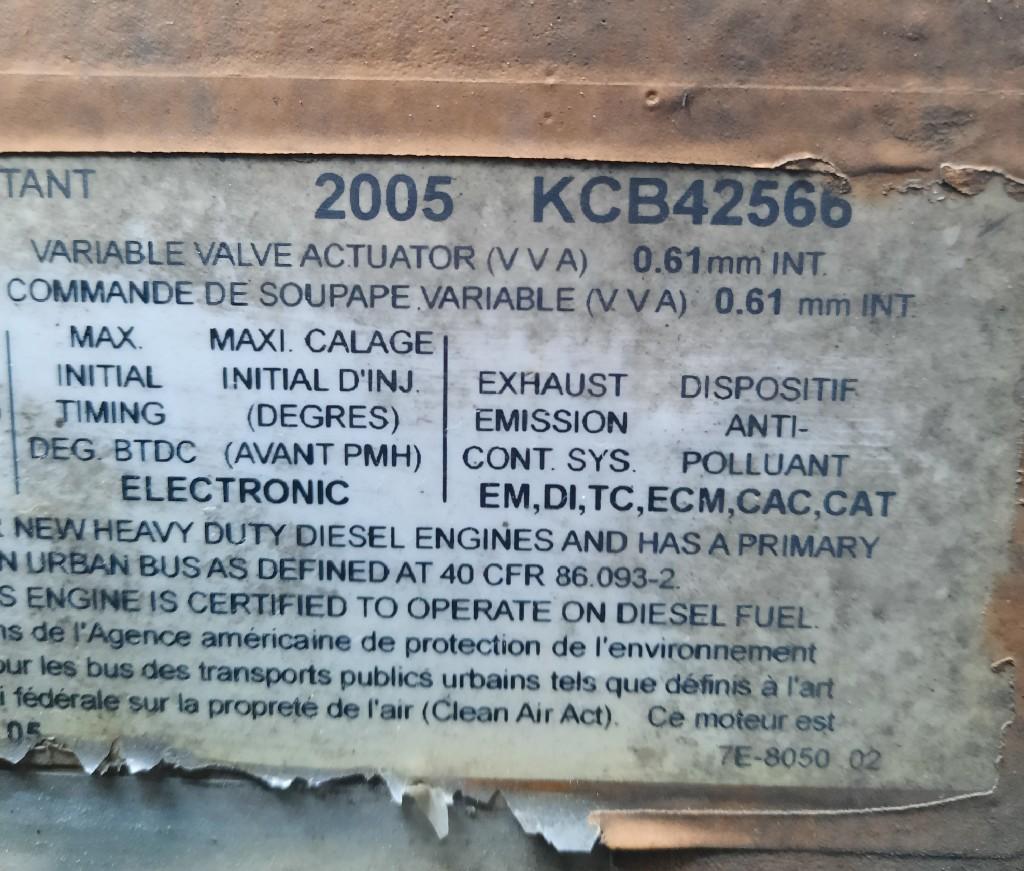 TANT 2005 KCB42566
VARIABLE VALVE ACTUATOR (V V A) 0.61mm INT.
COMMANDE DE SOUPAPE VARIABLE (V V A) 0.61 mm INT.
MAX. MAXI. CALAGE
INITIAL INITIAL D'INJ. EXHAUST DISPOSITIF
TIMING (DEGRES) EMISSION ANTI-
DEG. BTDC (AVANT PMH) CONT. SYS. POLLUANT
ELECTRONIC EM,DI,TC,ECM,CAC,CAT
NEW HEAVY DUTY DIESEL ENGINES AND HAS A PRIMARY
N URBAN BUS AS DEFINED AT 40 CFR 86.093-2.
S ENGINE IS CERTIFIED TO OPERATE ON DIESEL FUEL.
ns de l'Agence américaine de protection de l'environnement
our les bus des transports publics urbains tels que définis à l'art
i fédérale sur la propreté de l'air (Clean Air Act). Ce moteur est
05 7E-8050 02